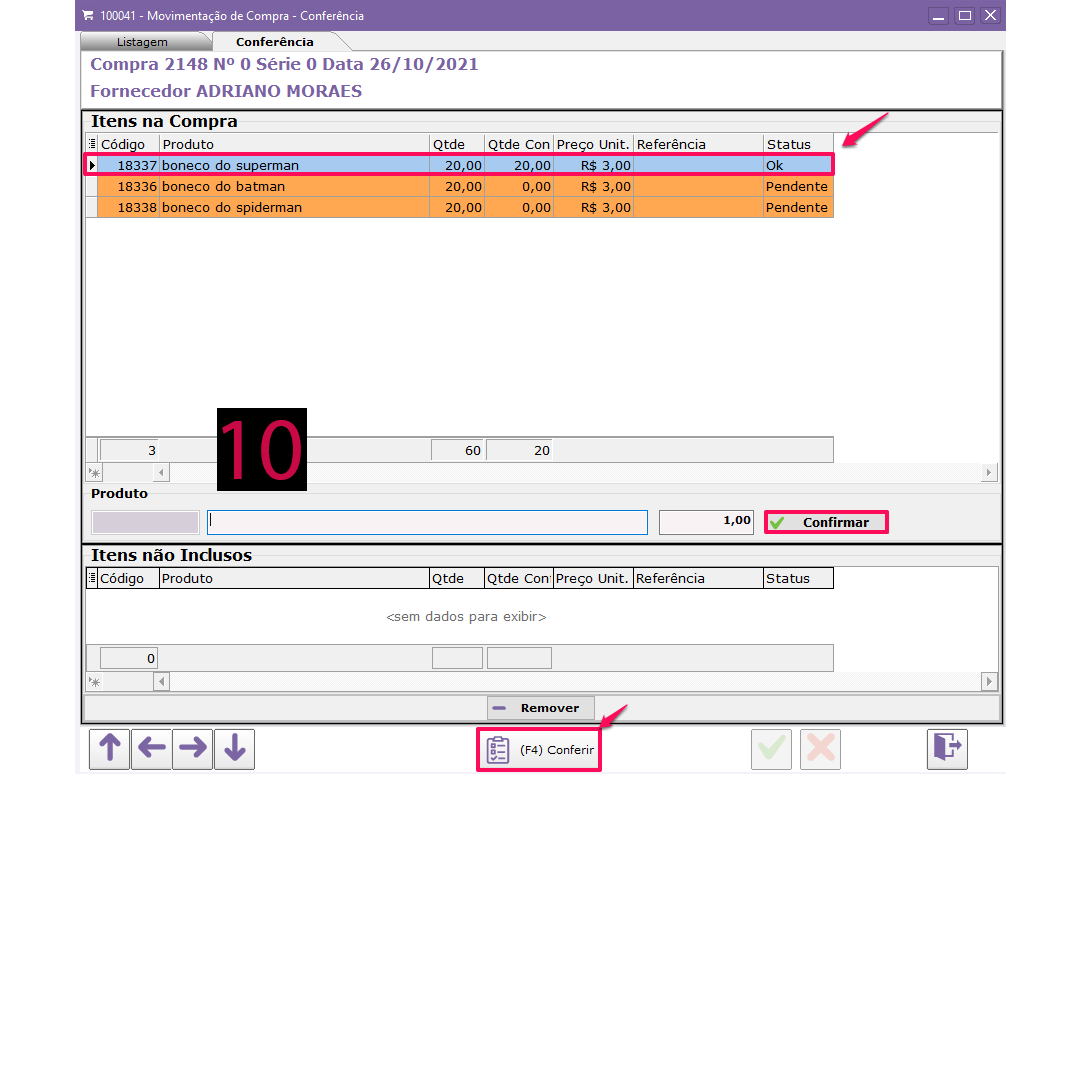 100041 - Movimentação de Compra - Conferência
Listagem Conferência
Compra 2148 Nº 0 Série 0 Data 26/10/2021
Fornecedor ADRIANO MORAES
Itens na Compra
Código Produto Qtde Qtde Con Preço Unit. Referência Status
18337 boneco do superman 20,00 20,00 R$ 3,00 Ok
18336 boneco do batman 20,00 0,00 R$ 3,00 Pendente
18338 boneco do spiderman 20,00 0,00 R$ 3,00 Pendente
10
3 60 20
Produto
1,00 Confirmar
Itens não Inclusos
Código Produto Qtde Qtde Con Preço Unit. Referência Status
<sem dados para exibir>
0
Remover
(F4) Conferir